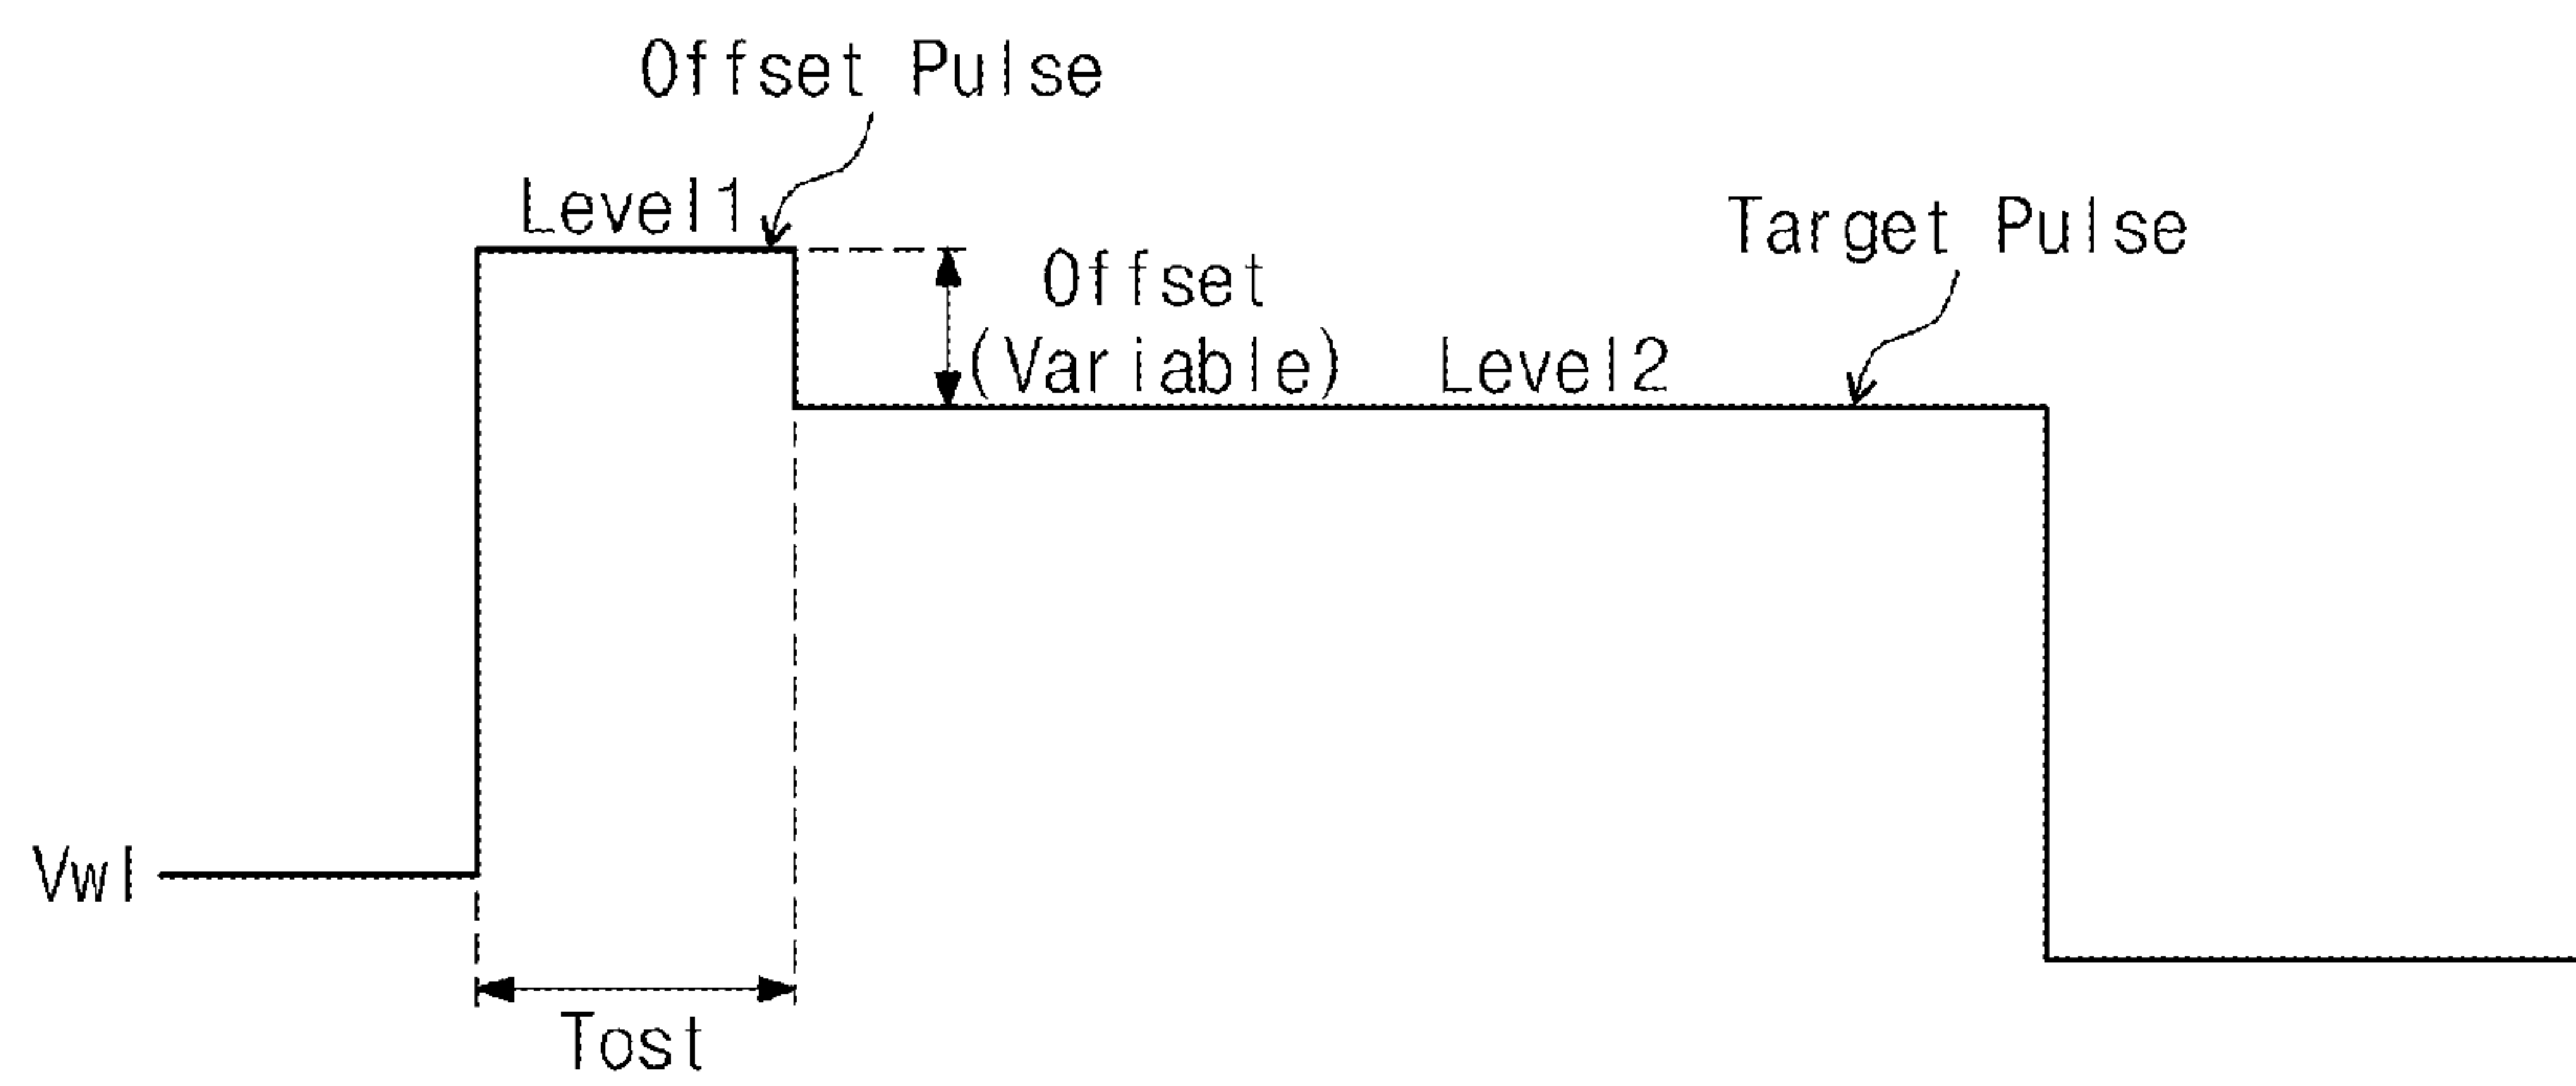 Offset Pulse
Level1
Target Pulse
Offset
(Variable)
Level2
Vwl
Tost